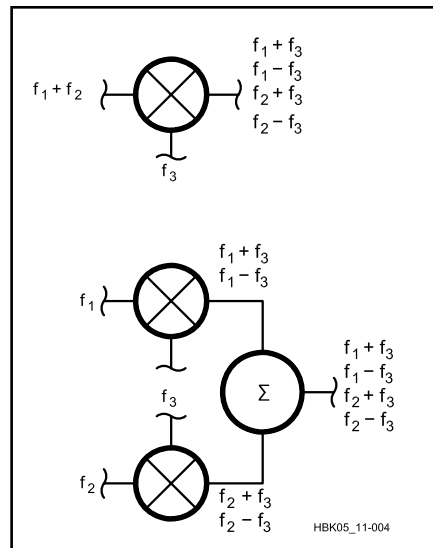 f₁ + f₂
f₁ + f₃
f₁ – f₃
f₂ + f₃
f₂ – f₃
f₃
f₁ + f₃
f₁ – f₃
f₁
f₃
Σ
f₁ + f₃
f₁ – f₃
f₂ + f₃
f₂ – f₃
f₂
f₂ + f₃
f₂ – f₃
HBK05_11-004